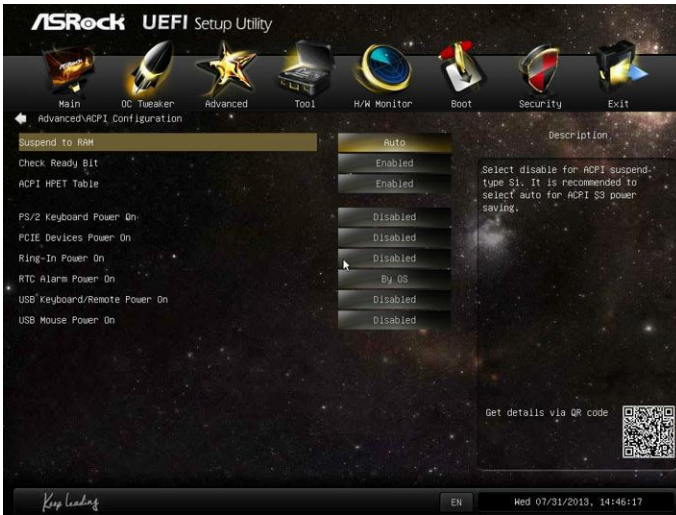 ASRock UEFI Setup Utility
Main OC Tweaker Advanced Tool H/W Monitor Boot Security Exit
Advanced\ACPI Configuration
Description
Suspend to RAM Auto
Check Ready Bit Enabled
ACPI HPET Table Enabled
Select disable for ACPI suspend-
type S1. It is recommended to
select auto for ACPI S3 power
saving.
PS/2 Keyboard Power On Disabled
PCIE Devices Power On Disabled
Ring-In Power On Disabled
RTC Alarm Power On By OS
USB Keyboard/Remote Power On Disabled
USB Mouse Power On Disabled
Get details via QR code
Keep Leading
EN
Wed 07/31/2013, 14:46:17